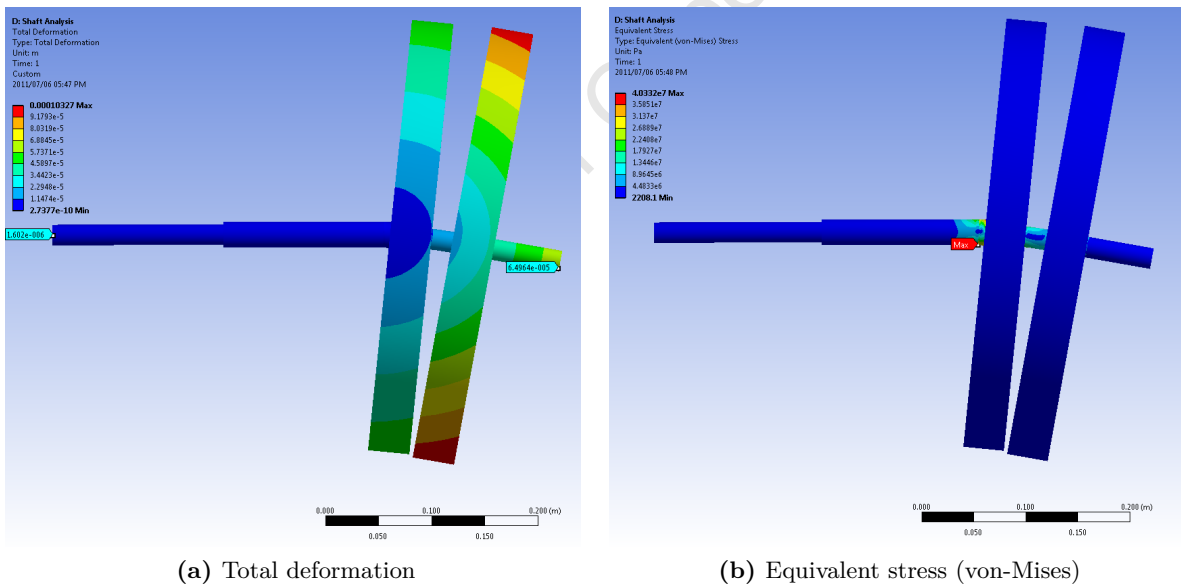 D: Shaft Analysis
Total Deformation
Type: Total Deformation
Unit: m
Time: 1
Custom
2011/07/06 05:47 PM
0.00010327 Max
9.1793e-5
8.0319e-5
6.8845e-5
5.7371e-5
4.5897e-5
3.4423e-5
2.2948e-5
1.1474e-5
2.7377e-10 Min
1.602e-006
6.4964e-005
0.000
0.100
0.200 (m)
0.050
0.150
(a) Total deformation
D: Shaft Analysis
Equivalent Stress
Type: Equivalent (von-Mises) Stress
Unit: Pa
Time: 1
2011/07/06 05:48 PM
4.0332e7 Max
3.5851e7
3.137e7
2.6889e7
2.2408e7
1.7927e7
1.3446e7
8.9645e6
4.4833e6
2208.1 Min
Max
0.000
0.100
0.200 (m)
0.050
0.150
(b) Equivalent stress (von-Mises)